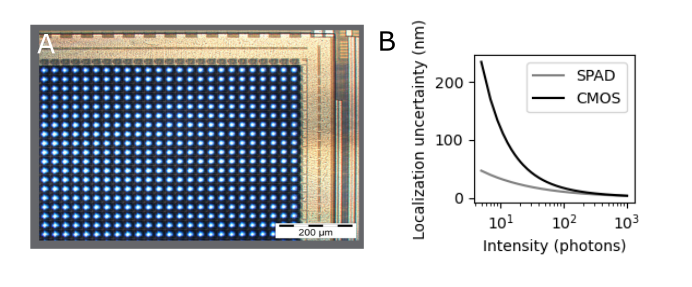 A
200 µm
B
Localization uncertainty (nm)
200
100
0
SPAD
CMOS
10¹
10²
10³
Intensity (photons)